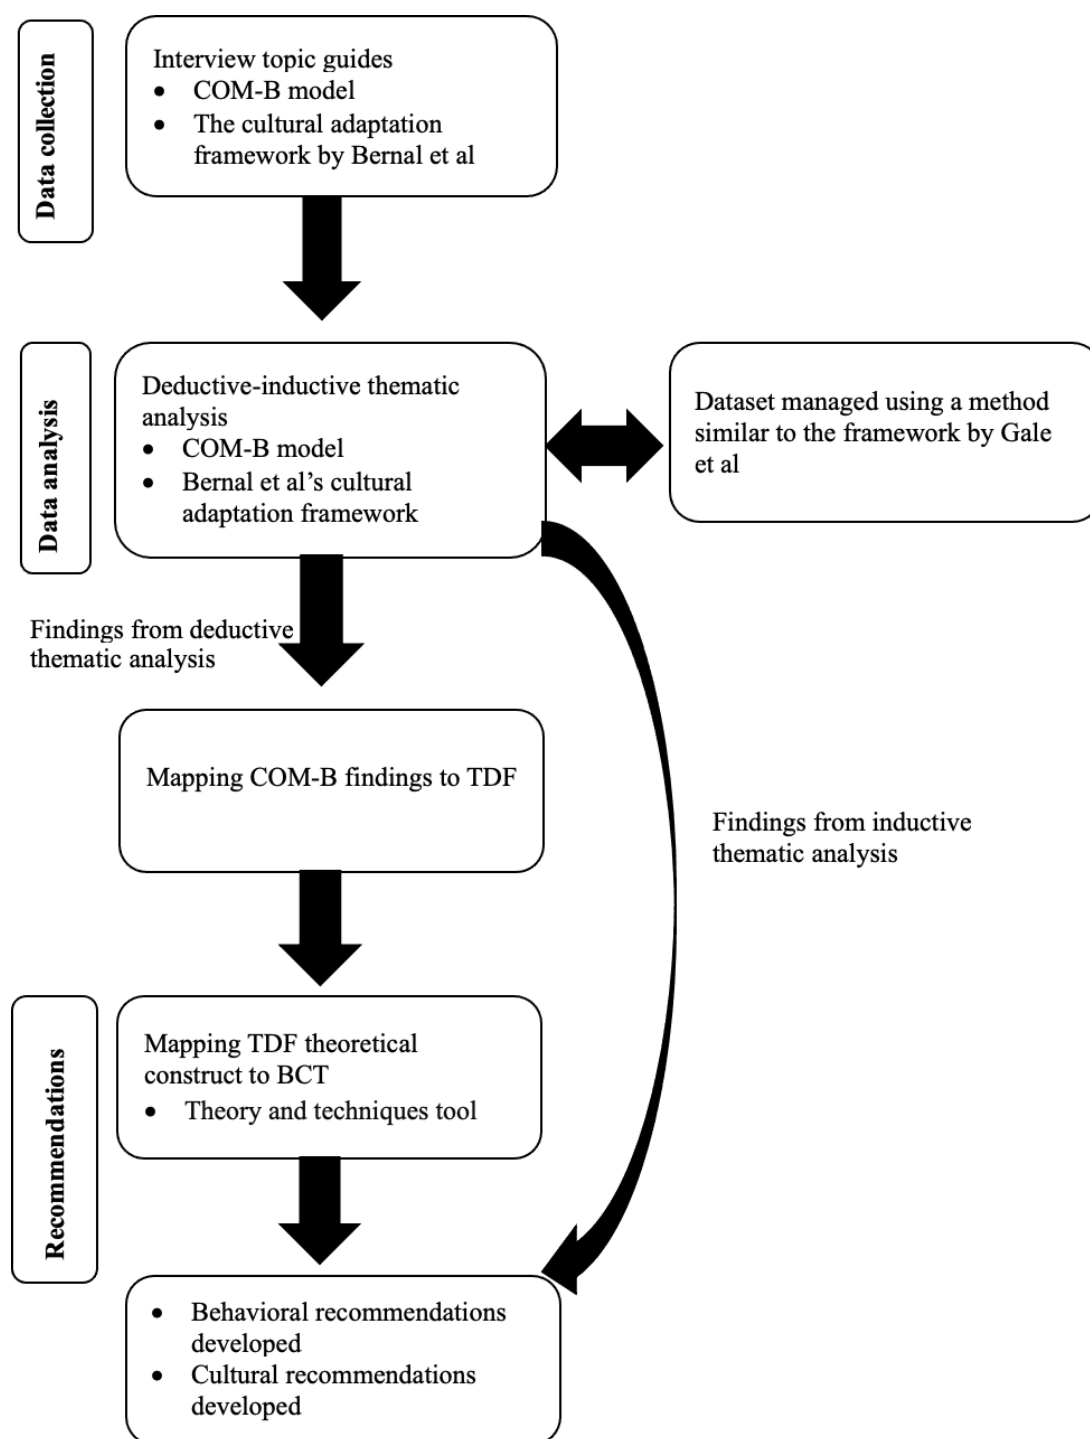 Data collection
Interview topic guides
• COM-B model
• The cultural adaptation
framework by Bernal et al
Data analysis
Deductive-inductive thematic
analysis
• COM-B model
• Bernal et al’s cultural
adaptation framework
Dataset managed using a method
similar to the framework by Gale
et al
Findings from deductive
thematic analysis
Mapping COM-B findings to TDF
Findings from inductive
thematic analysis
Recommendations
Mapping TDF theoretical
construct to BCT
• Theory and techniques tool
• Behavioral recommendations
developed
• Cultural recommendations
developed